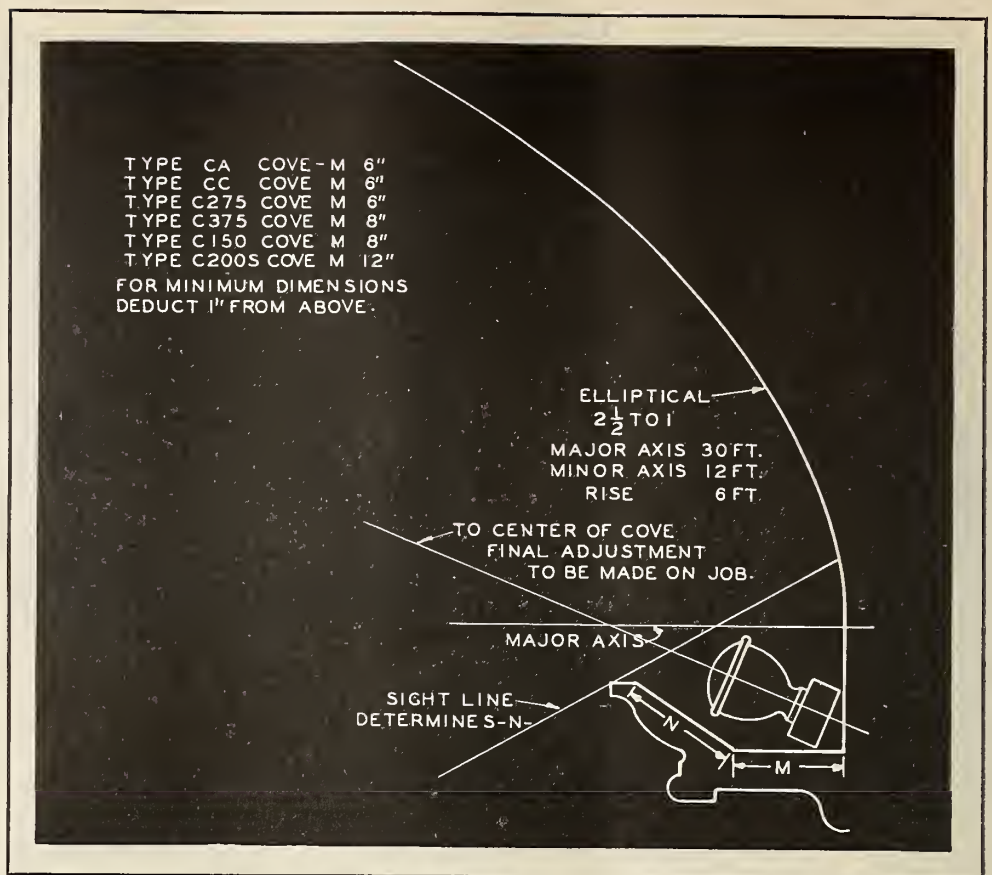 TYPE CA COVE-M 6"
TYPE CC COVE M 6"
TYPE C275 COVE M 6"
TYPE C375 COVE M 8"
TYPE C150 COVE M 8"
TYPE C200S COVE M 12"
FOR MINIMUM DIMENSIONS
DEDUCT 1" FROM ABOVE.
ELLIPTICAL
2 1/2 TO 1
MAJOR AXIS 30 FT.
MINOR AXIS 12 FT.
RISE 6 FT.
TO CENTER OF COVE
FINAL ADJUSTMENT
TO BE MADE ON JOB.
MAJOR AXIS
SIGHT LINE
DETERMINES-N-
N
M